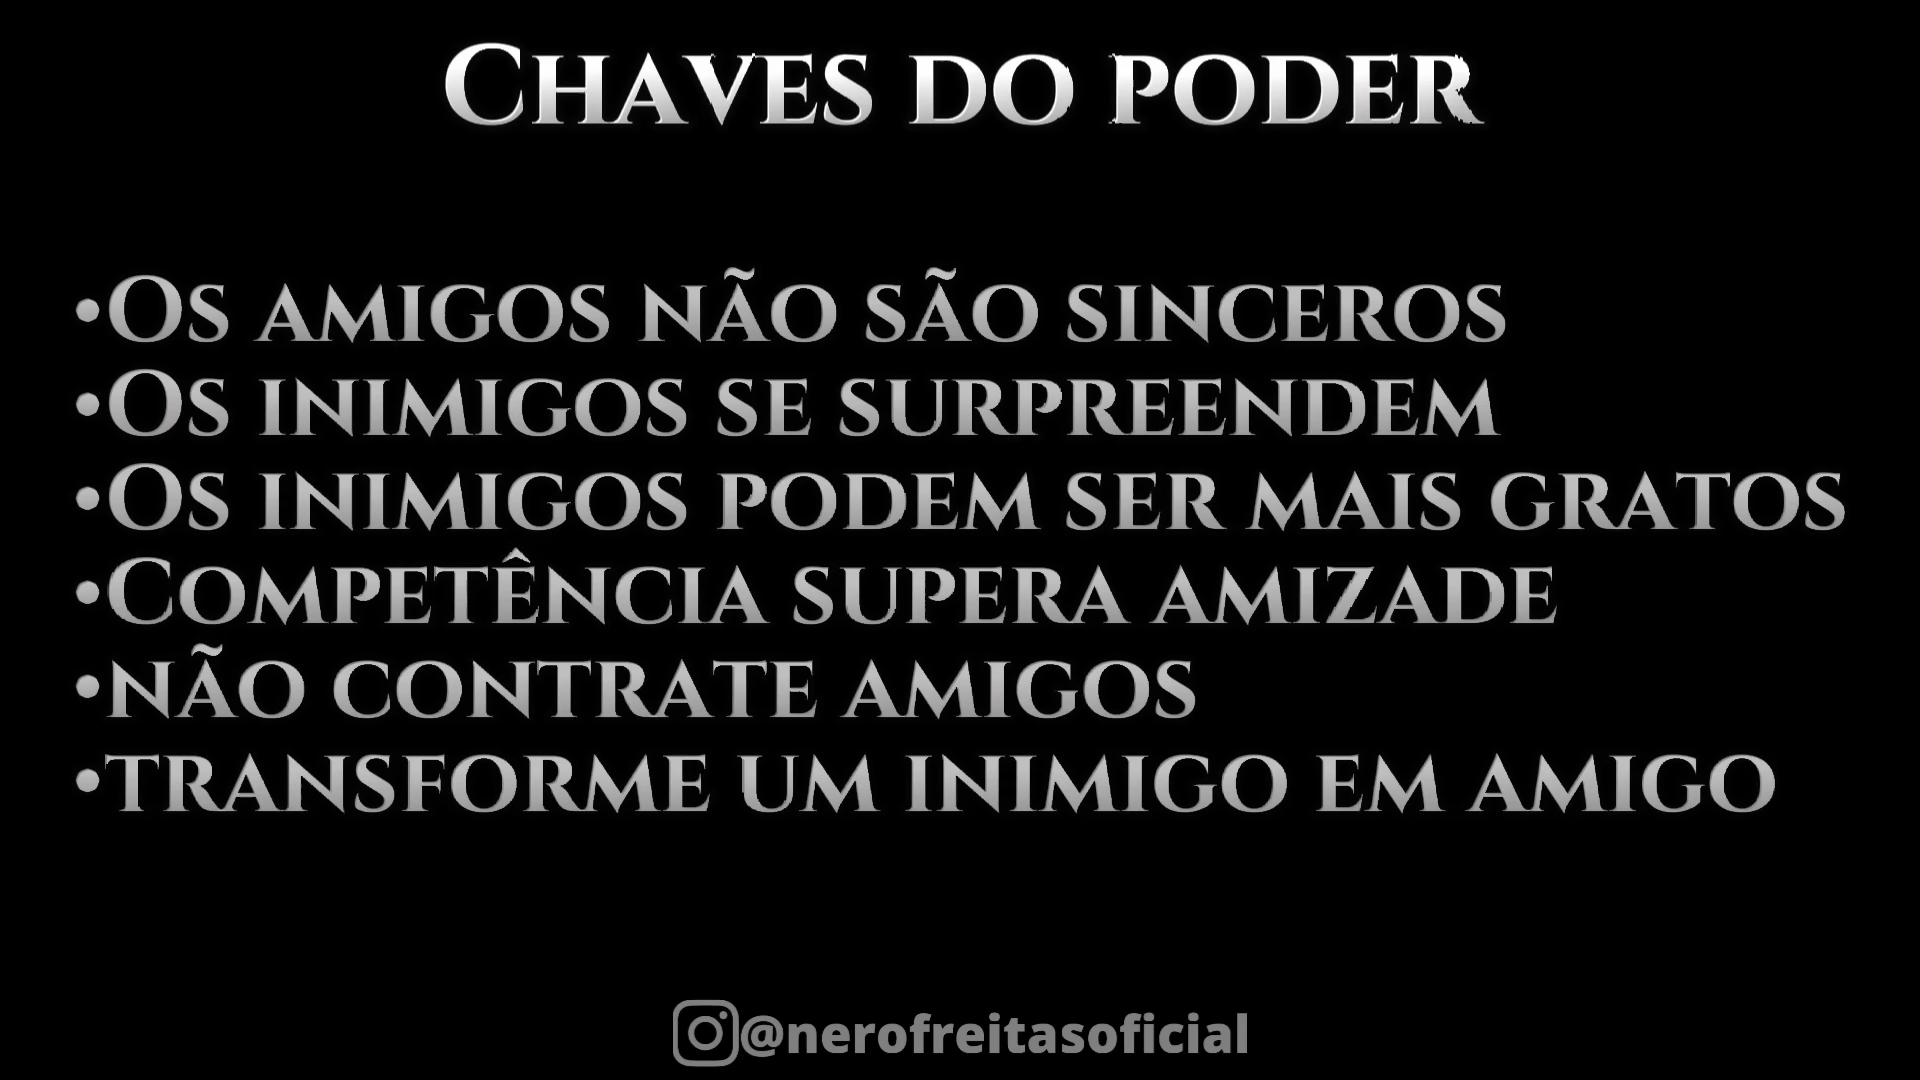 Chaves do poder
•Os amigos não são sinceros
•Os inimigos se surpreendem
•Os inimigos podem ser mais gratos
•Competência supera amizade
•não contrate amigos
•transforme um inimigo em amigo
@nerofreitasoficial